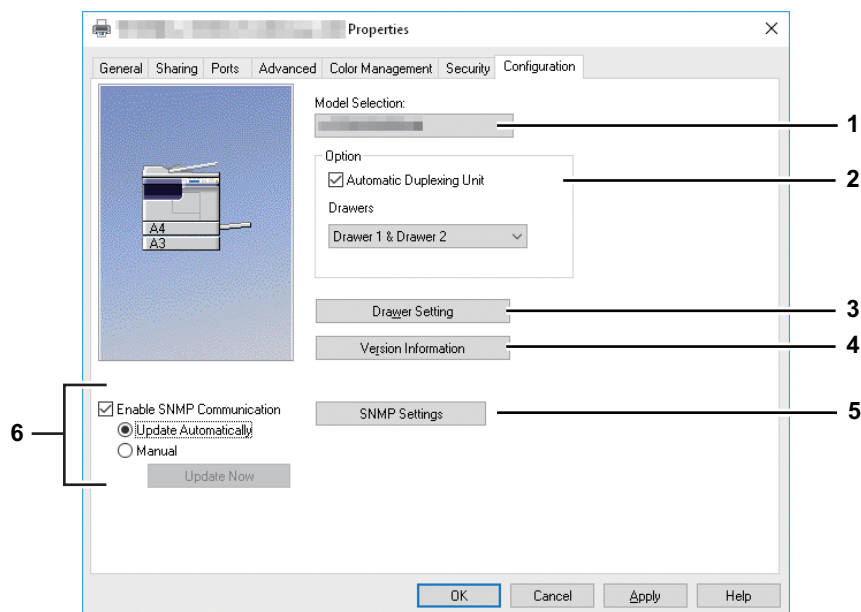 Properties
General Sharing Ports Advanced Color Management Security Configuration
Model Selection:
1
Option
Automatic Duplexing Unit
2
Drawers
Drawer 1 & Drawer 2
A4
A3
Drawer Setting
3
Version Information
4
6
Enable SNMP Communication
SNMP Settings
5
Update Automatically
Manual
Update Now
OK Cancel Apply Help